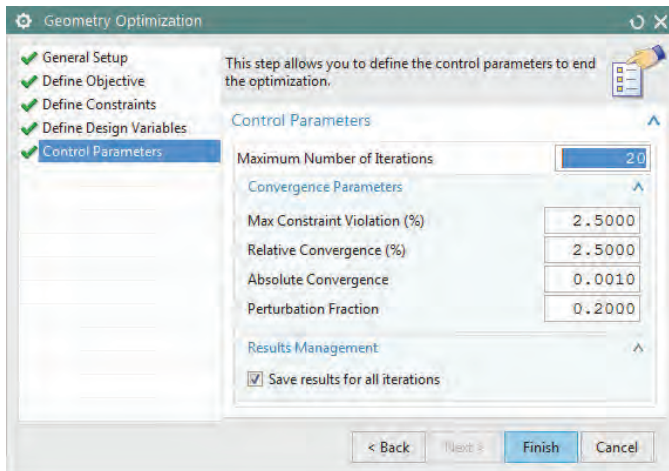 Geometry Optimization
General Setup
Define Objective
Define Constraints
Define Design Variables
Control Parameters
This step allows you to define the control parameters to end
the optimization.
Control Parameters
Maximum Number of Iterations 20
Convergence Parameters
Max Constraint Violation (%) 2.5000
Relative Convergence (%) 2.5000
Absolute Convergence 0.0010
Perturbation Fraction 0.2000
Results Management
Save results for all iterations
< Back Next > Finish Cancel